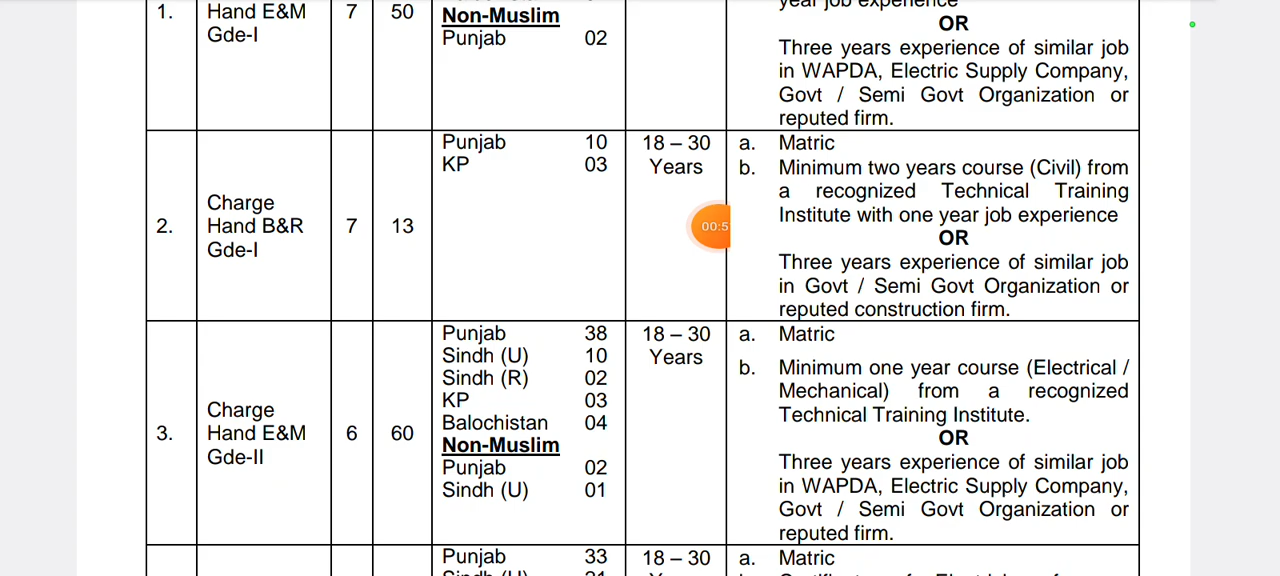 1.
Hand E&M
Gde-I
7
50
Non-Muslim
Punjab 02
year job experience
OR
Three years experience of similar job
in WAPDA, Electric Supply Company,
Govt / Semi Govt Organization or
reputed firm.
2.
Charge
Hand B&R
Gde-I
7
13
Punjab 10
KP 03
18 – 30
Years
a. Matric
b. Minimum two years course (Civil) from
a recognized Technical Training
Institute with one year job experience
OR
Three years experience of similar job
in Govt / Semi Govt Organization or
reputed construction firm.
00:5
3.
Charge
Hand E&M
Gde-II
6
60
Punjab 38
Sindh (U) 10
Sindh (R) 02
KP 03
Balochistan 04
Non-Muslim
Punjab 02
Sindh (U) 01
18 – 30
Years
a. Matric
b. Minimum one year course (Electrical /
Mechanical) from a recognized
Technical Training Institute.
OR
Three years experience of similar job
in WAPDA, Electric Supply Company,
Govt / Semi Govt Organization or
reputed firm.
Punjab 33
18 – 30
a. Matric